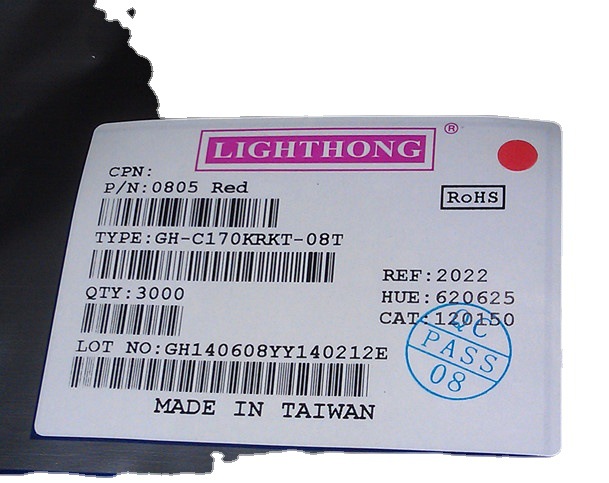 LIGHTHONG ®
CPN:
P/N:0805 Red
RoHS
TYPE:GH-C170KRKT-08T
REF:2022
QTY:3000
HUE:620625
CAT:120150
QC
PASS
08
LOT NO:GH140608YY140212E
MADE IN TAIWAN